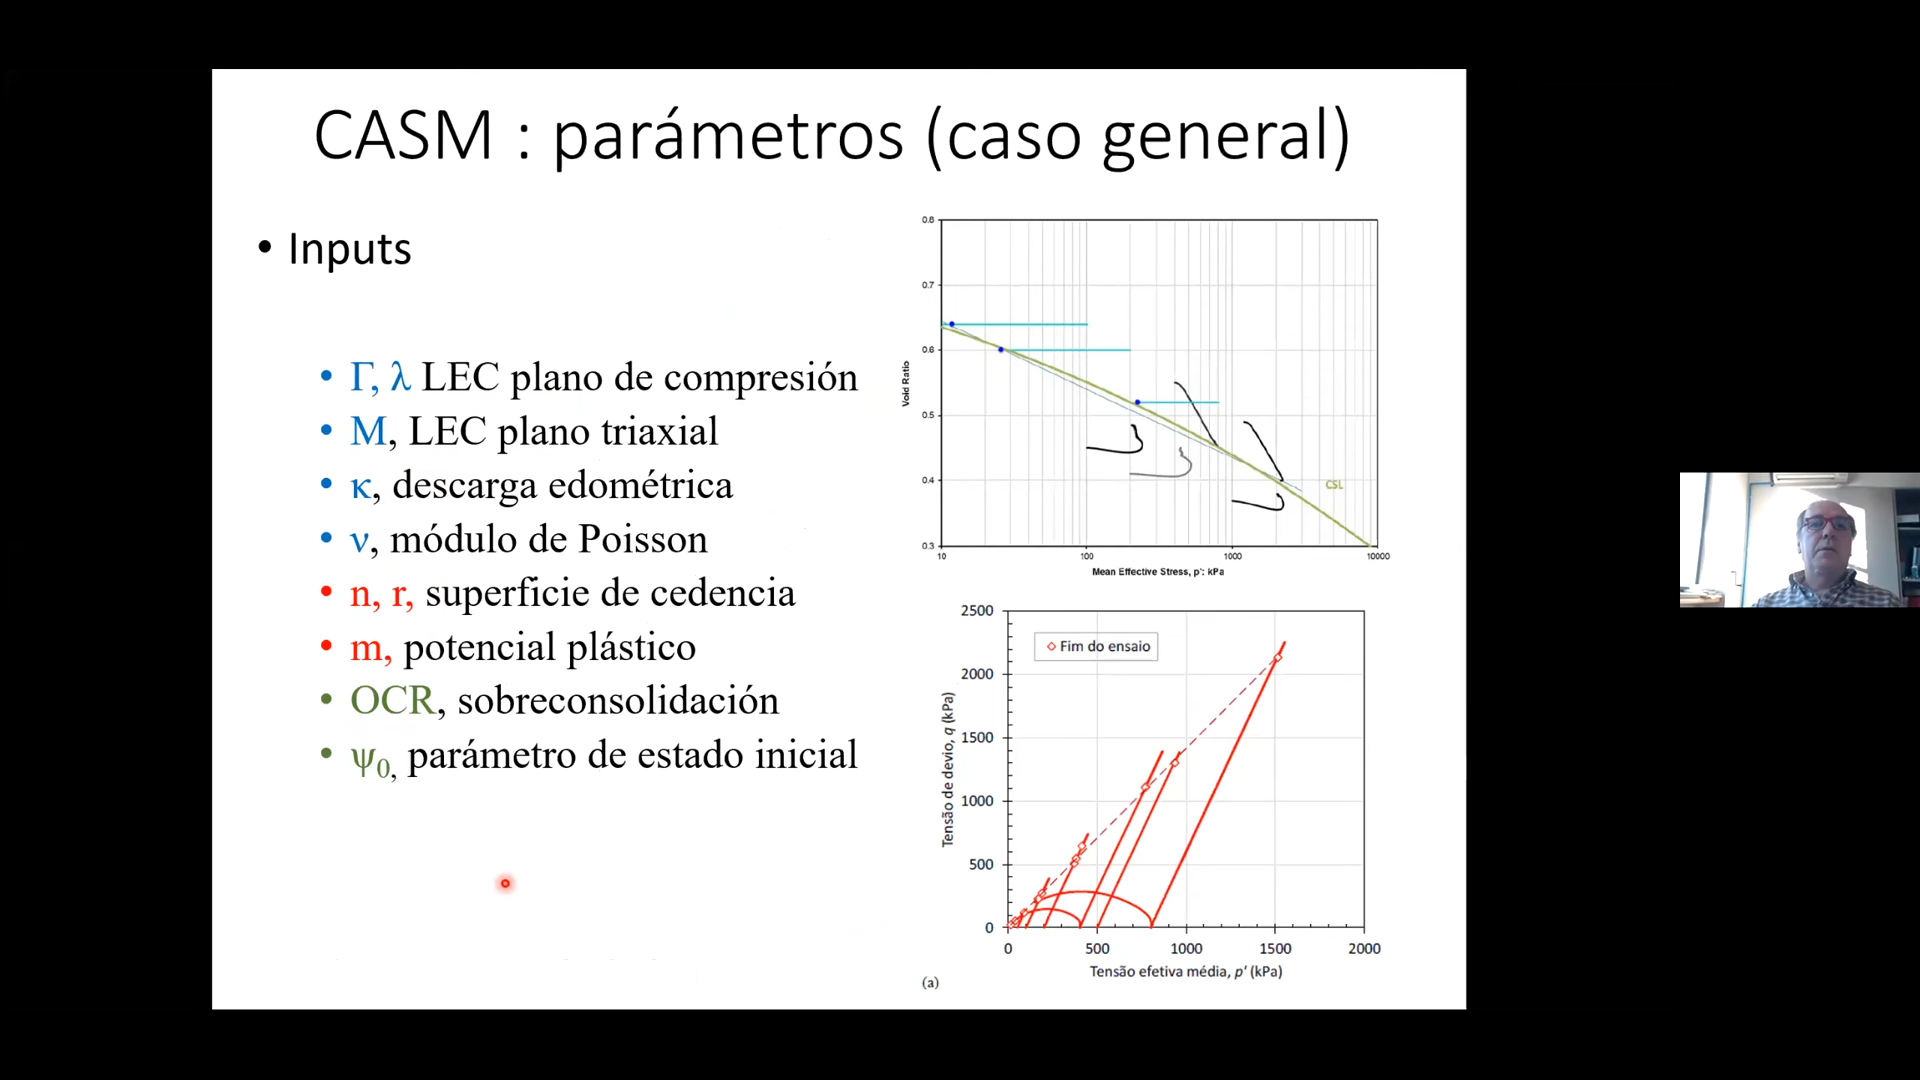 CASM : parámetros (caso general)
• Inputs
• Γ, λ LEC plano de compresión
• M, LEC plano triaxial
• κ, descarga edométrica
• ν, módulo de Poisson
• n, r, superficie de cedencia
• m, potencial plástico
• OCR, sobreconsolidación
• ψ0, parámetro de estado inicial
0.8
0.7
0.6
0.5
0.4
0.3
Void Ratio
CSL
10 100 1000 10000
Mean Effective Stress, p': kPa
2500
2000
1500
1000
500
0
Tensão de devio, q (kPa)
Fim do ensaio
0 500 1000 1500 2000
Tensão efetiva média, p' (kPa)
(a)